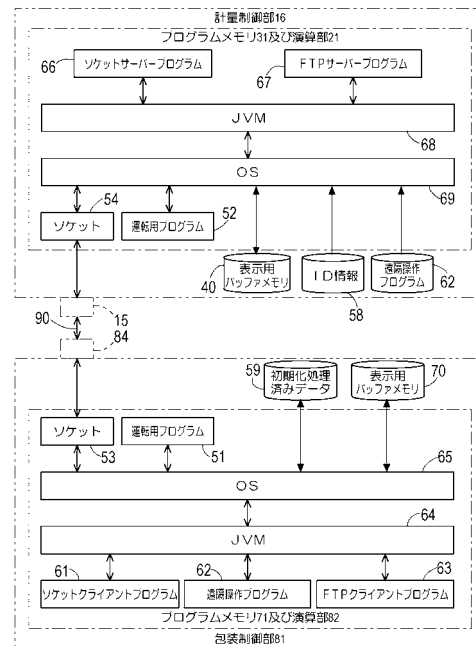 計量制御部16
プログラムメモリ31及び演算部21
66
ソケットサーバープログラム
67
FTPサーバープログラム
JVM
68
OS
69
54
ソケット
運転用プログラム
52
表示用
バッファメモリ
40
ID情報
58
遠隔操作
プログラム
62
90
15
84
59
初期化処理
済みデータ
表示用
バッファメモリ
70
ソケット
53
運転用プログラム
51
OS
65
JVM
64
61
ソケットクライアントプログラム
62
遠隔操作プログラム
63
FTPクライアントプログラム
プログラムメモリ71及び演算部82
包装制御部81